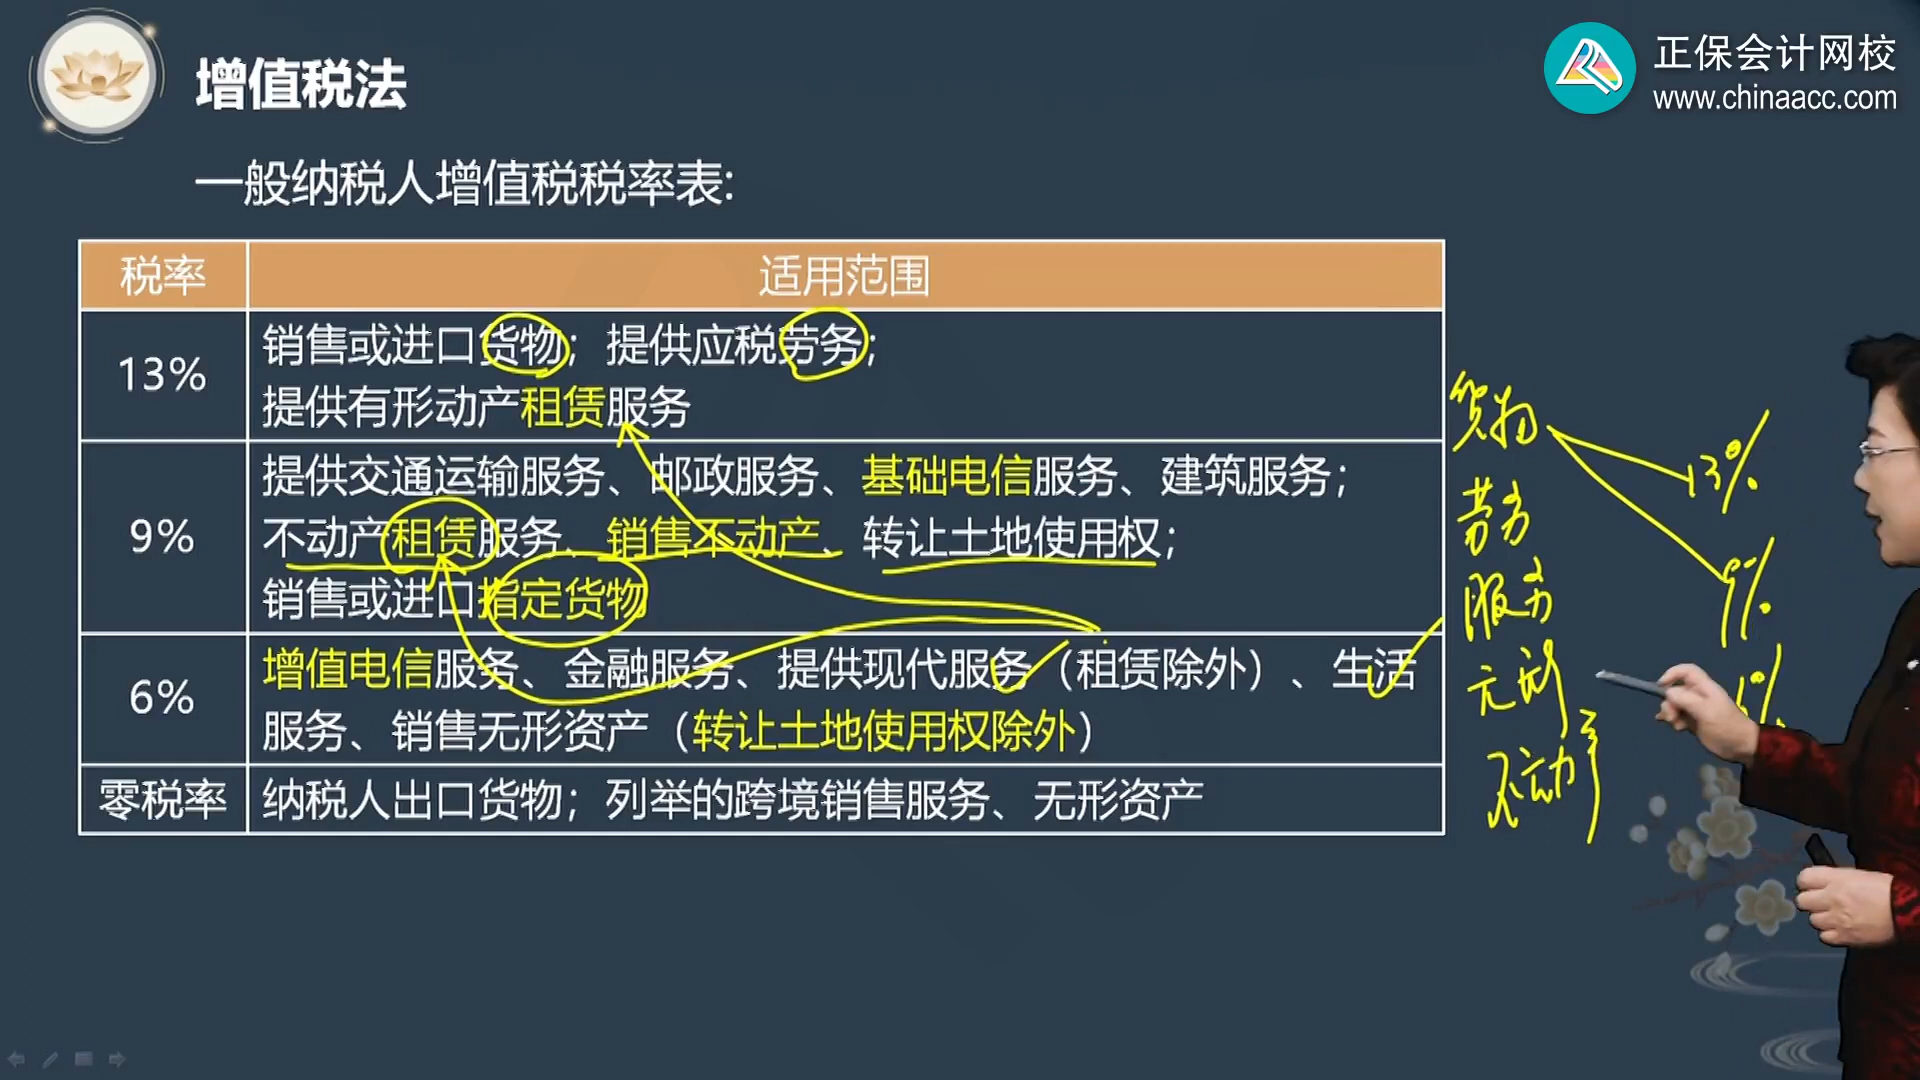 增值税法
正保会计网校
www.chinaacc.com
一般纳税人增值税税率表:
税率
适用范围
13%
销售或进口货物；提供应税劳务；
提供有形动产租赁服务
9%
提供交通运输服务、邮政服务、基础电信服务、建筑服务；
不动产租赁服务、销售不动产、转让土地使用权；
销售或进口指定货物
6%
增值电信服务、金融服务、提供现代服务（租赁除外）、生活
服务、销售无形资产（转让土地使用权除外）
零税率
纳税人出口货物；列举的跨境销售服务、无形资产
货物
13%
劳务
9%
服务
无形
6%
不动产